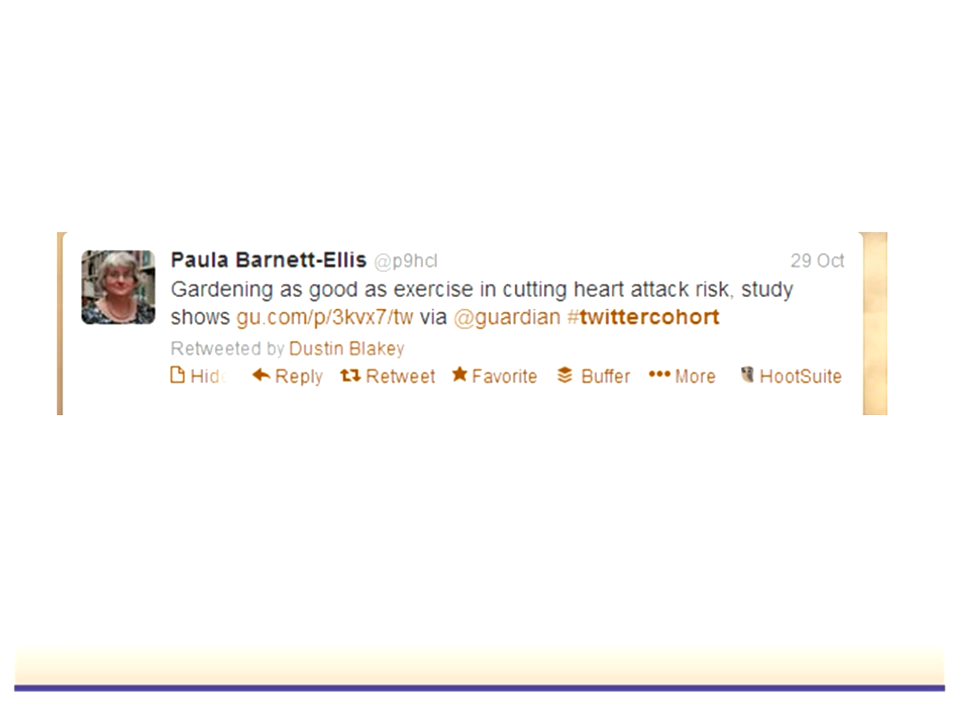 Paula Barnett-Ellis @p9hcl 29 Oct
Gardening as good as exercise in cutting heart attack risk, study
shows gu.com/p/3kvx7/tw via @guardian #twittercohort
Retweeted by Dustin Blakey
Hide Reply Retweet Favorite Buffer More HootSuite